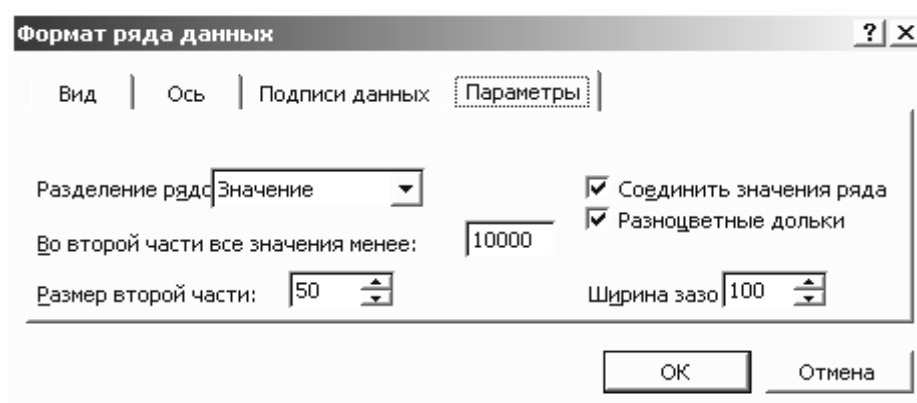 Формат ряда данных
Вид Ось Подписи данных Параметры
Разделение рядо Значение
Соединить значения ряда
Разноцветные дольки
Во второй части все значения менее: 10000
Размер второй части: 50
Ширина зазо 100
ОК Отмена